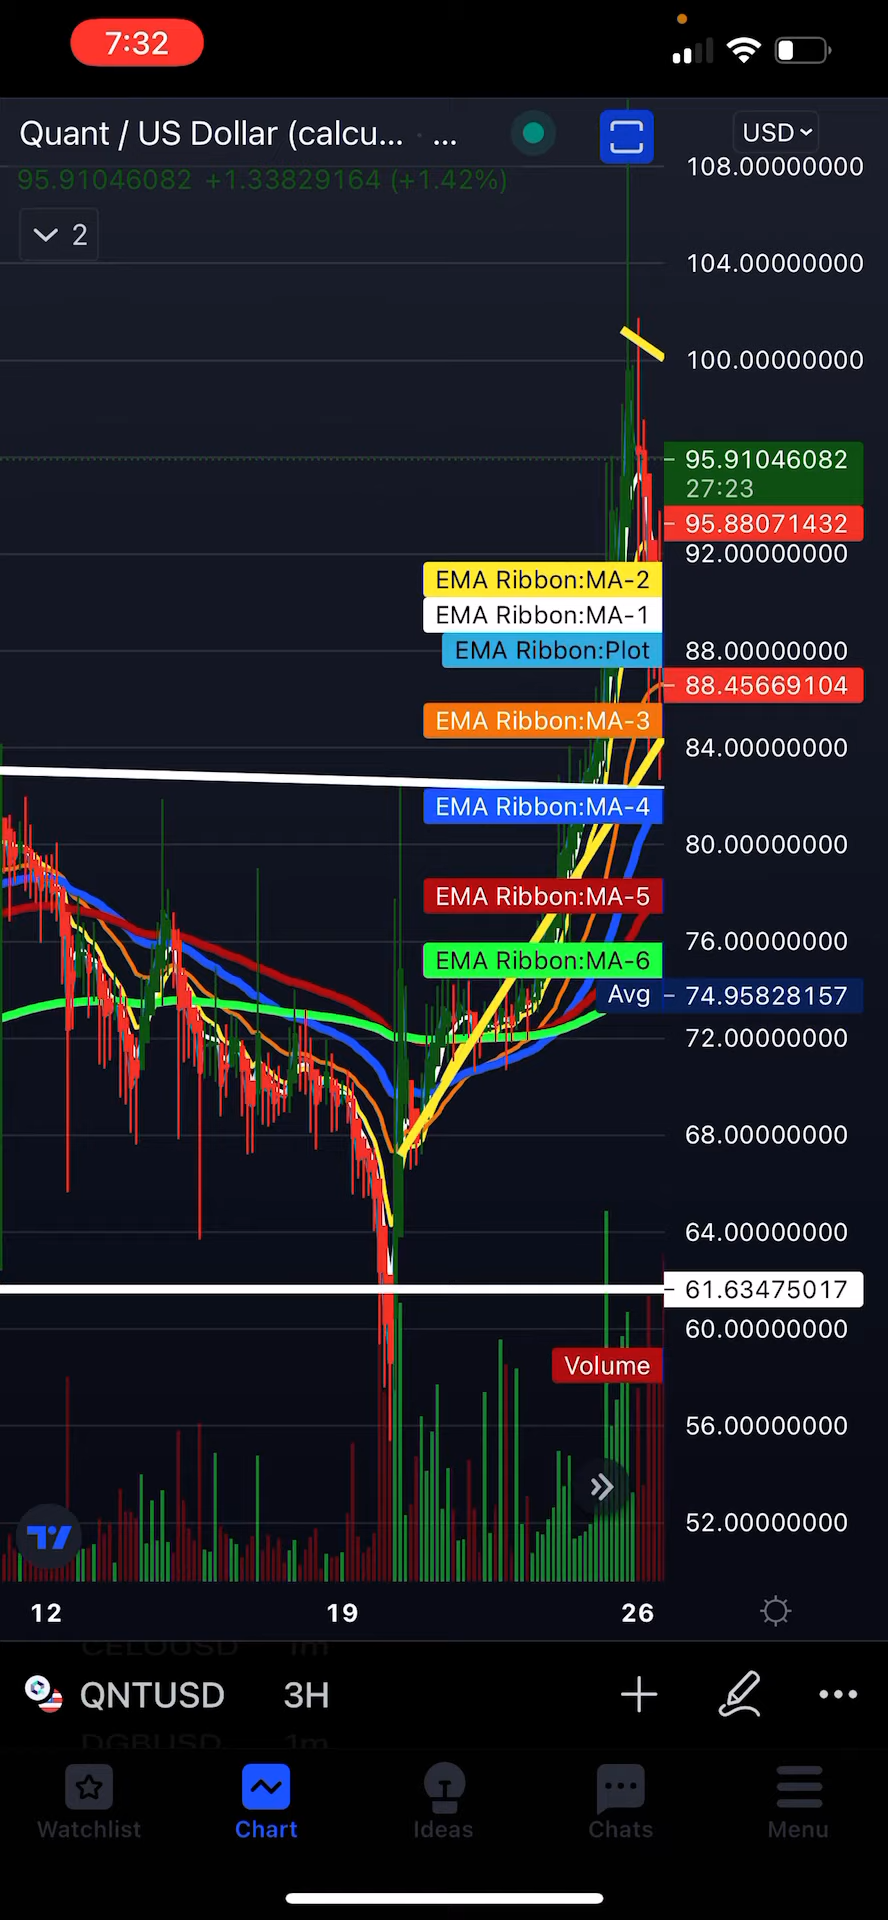 7:32
Quant / US Dollar (calcu... · ...
USD
95.91046082 +1.33829164 (+1.42%)
2
108.00000000
104.00000000
100.00000000
95.91046082
27:23
95.88071432
92.00000000
EMA Ribbon:MA-2
EMA Ribbon:MA-1
EMA Ribbon:Plot
88.00000000
88.45669104
EMA Ribbon:MA-3
84.00000000
EMA Ribbon:MA-4
80.00000000
EMA Ribbon:MA-5
76.00000000
EMA Ribbon:MA-6
Avg 74.95828157
72.00000000
68.00000000
64.00000000
61.63475017
60.00000000
Volume
56.00000000
52.00000000
12 19 26
CELOUSD 1m
QNTUSD 3H
DGBUSD 1m
Watchlist Chart Ideas Chats Menu